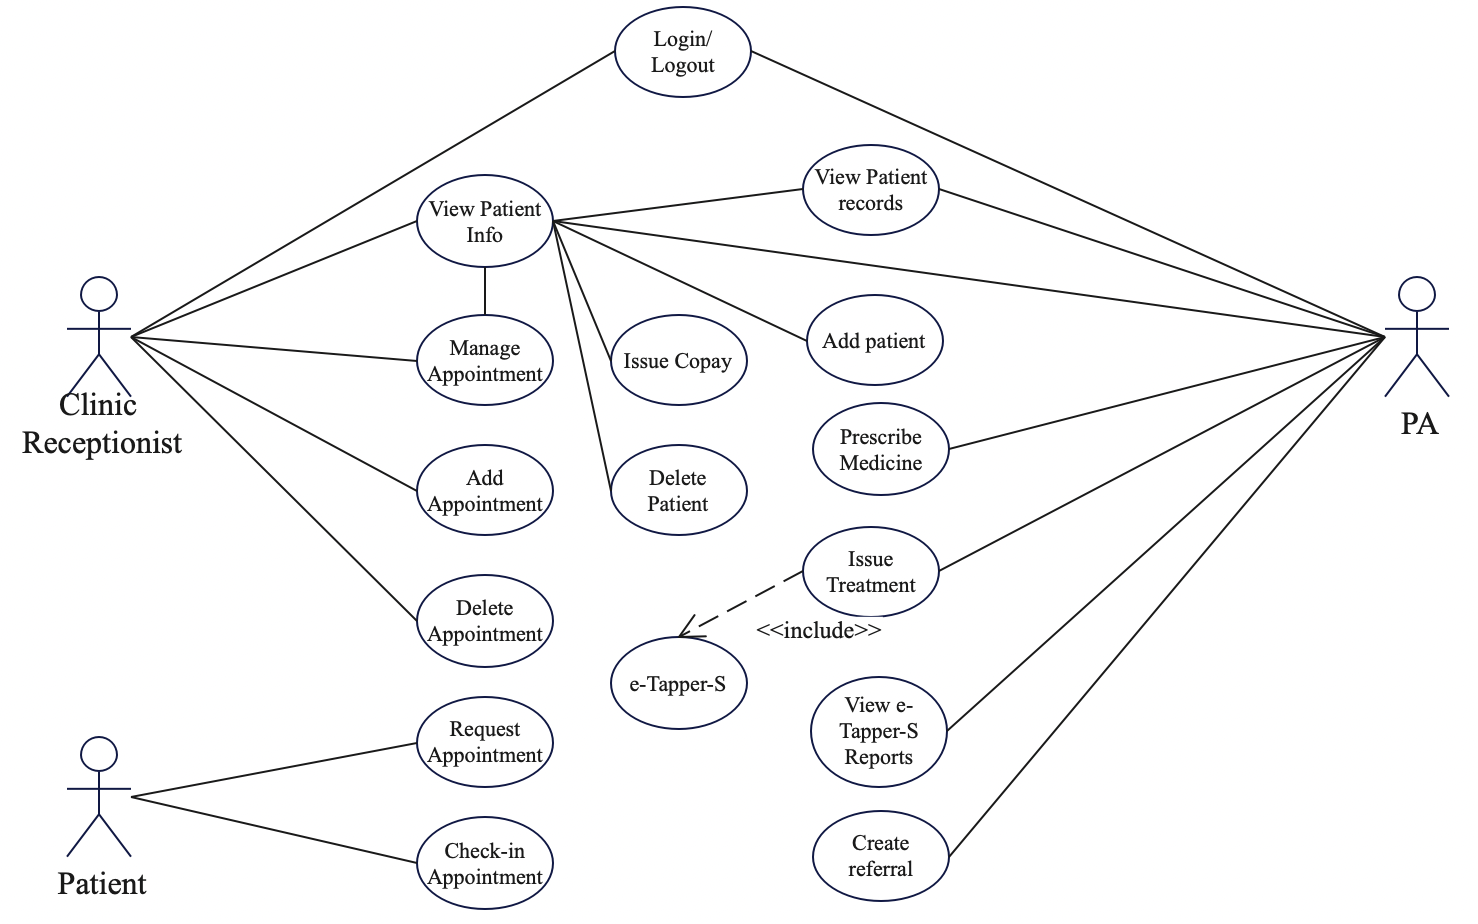 Login/
Logout
View Patient
records
View Patient
Info
Clinic
Receptionist
Manage
Appointment
Issue Copay
Add patient
PA
Prescribe
Medicine
Add
Appointment
Delete
Patient
Issue
Treatment
<<include>>
Delete
Appointment
e-Tapper-S
View e-
Tapper-S
Reports
Request
Appointment
Patient
Check-in
Appointment
Create
referral